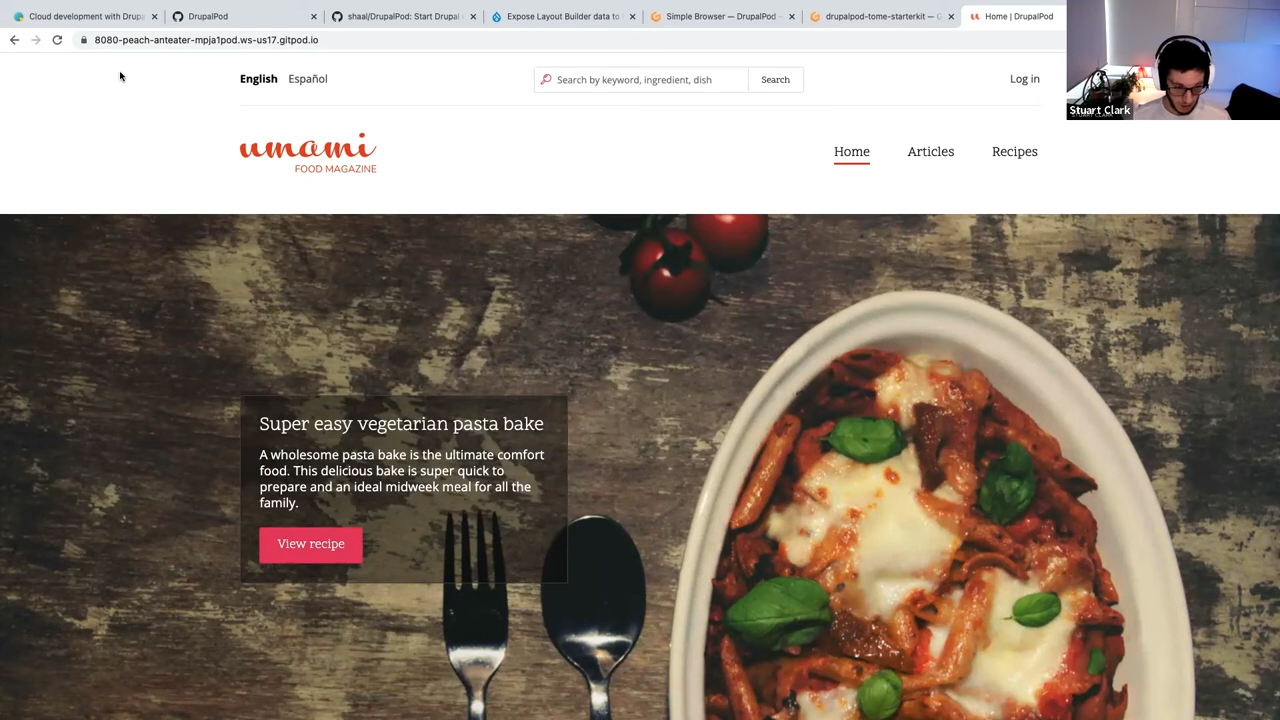 Cloud development with Drupa
DrupalPod
shaal/DrupalPod: Start Drupal
Expose Layout Builder data to
Simple Browser — DrupalPod
drupalpod-tome-starterkit —
Home | DrupalPod
8080-peach-anteater-mpja1pod.ws-us17.gitpod.io
English Español
Search by keyword, ingredient, dish
Search
Log in
Stuart Clark
umami
FOOD MAGAZINE
Home
Articles
Recipes
Super easy vegetarian pasta bake
A wholesome pasta bake is the ultimate comfort
food. This delicious bake is super quick to
prepare and an ideal midweek meal for all the
family.
View recipe